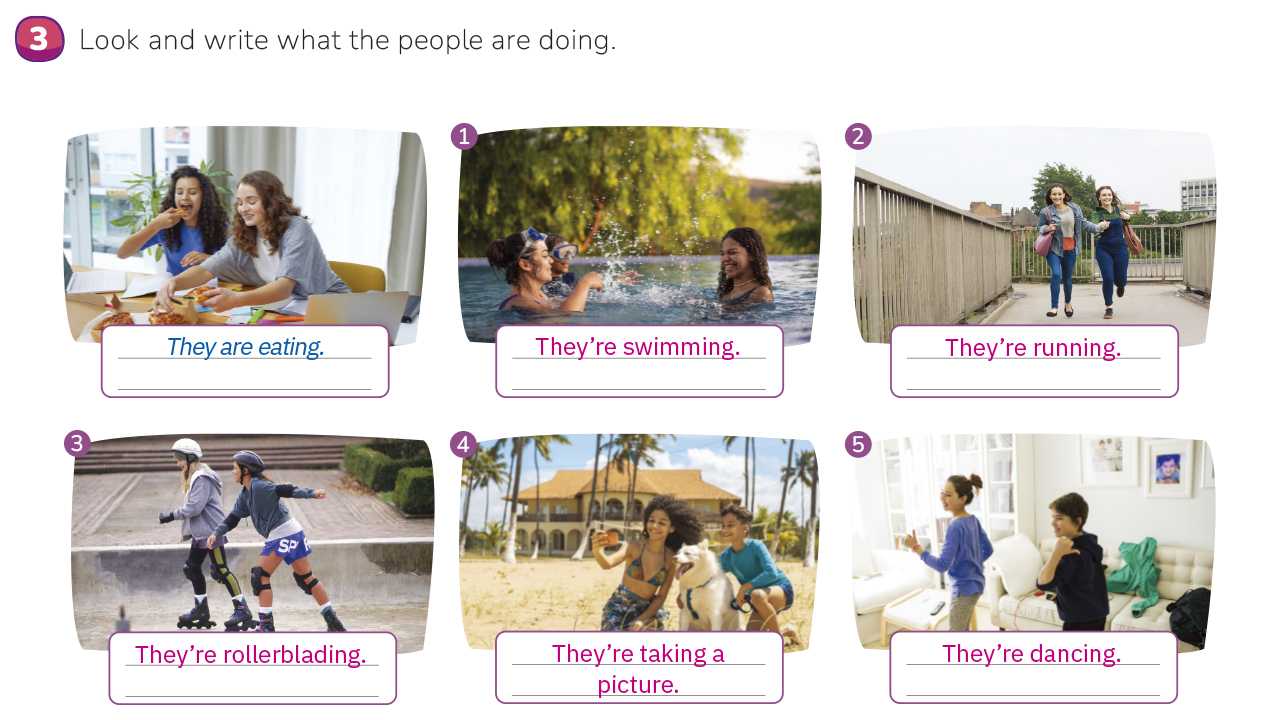 3 Look and write what the people are doing.
1
2
They are eating.
They’re swimming.
They’re running.
3
4
5
SP
They’re rollerblading.
They’re taking a
picture.
They’re dancing.